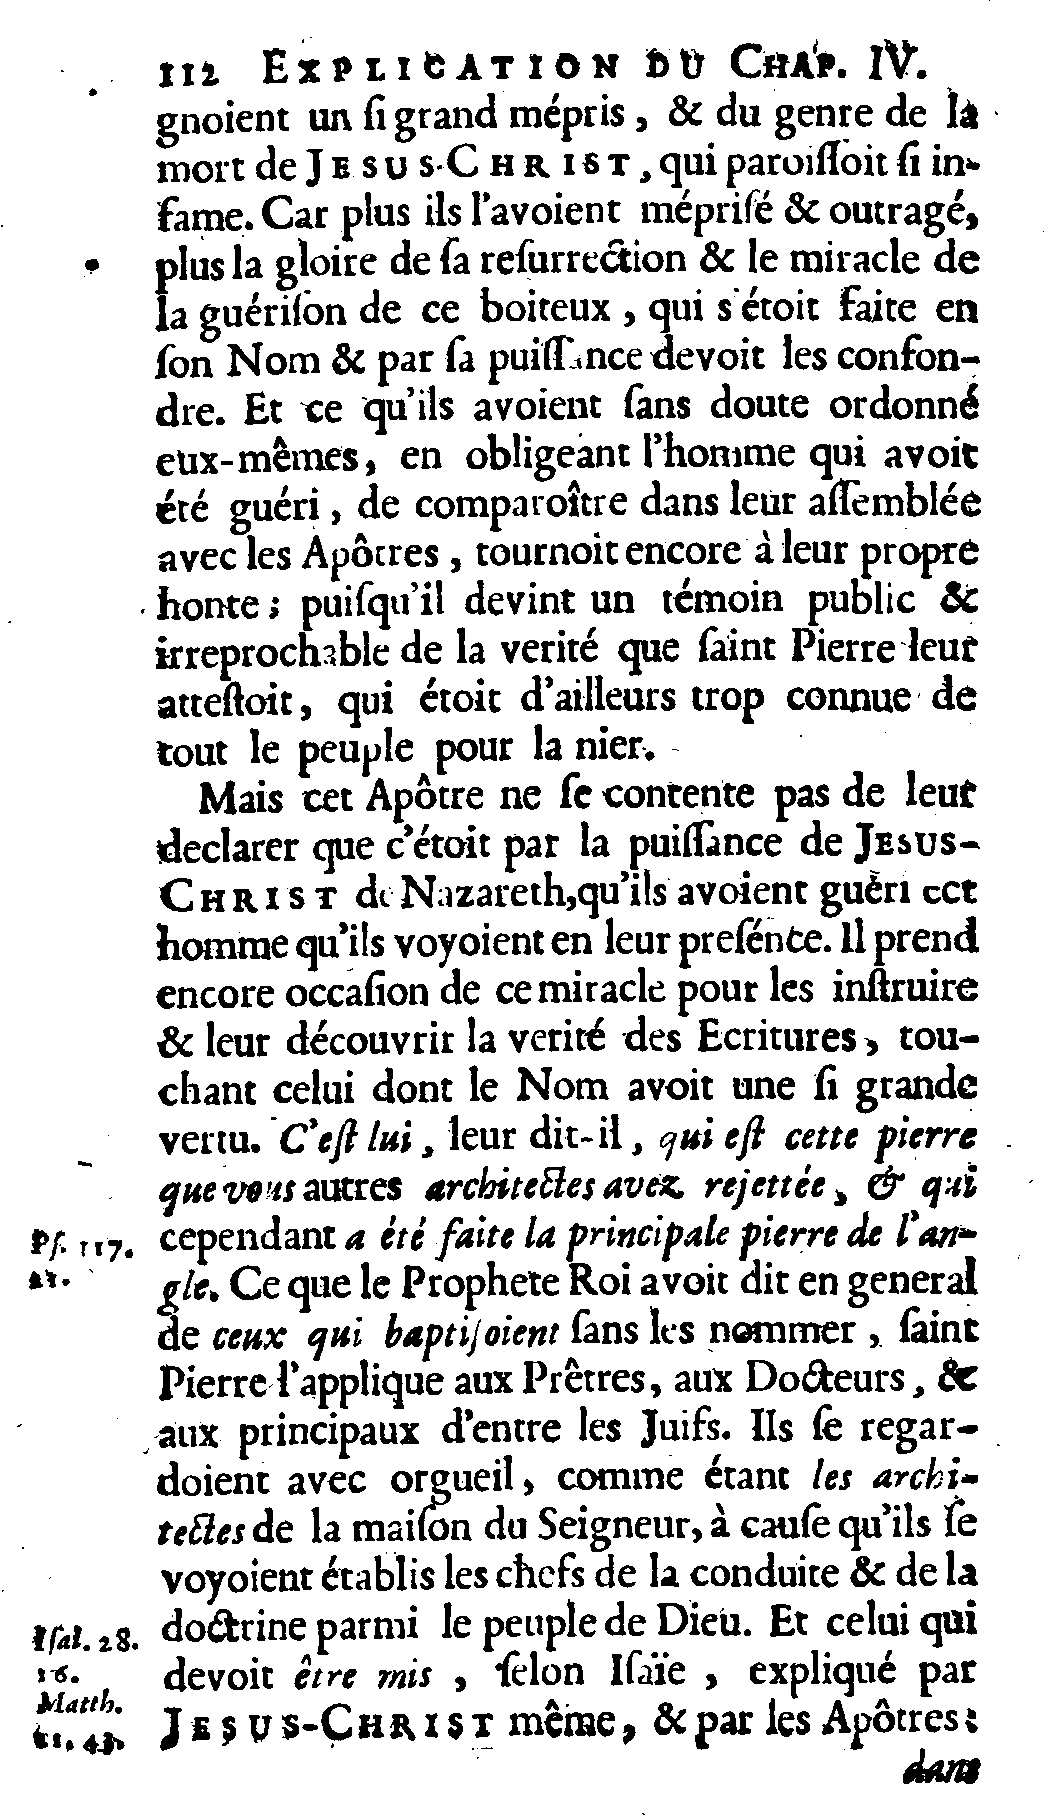 112 EXPLICATION DU CHAP. IV.
gnoient un ſi grand mépris, & du genre de la
mort de JESUS-CHRIST, qui paroiſſoit ſi in-
fame. Car plus ils l'avoient mépriſé & outragé,
plus la gloire de ſa reſurrection & le miracle de
la guériſon de ce boiteux, qui s'étoit faite en
ſon Nom & par ſa puiſſance devoit les confon-
dre. Et ce qu'ils avoient ſans doute ordonné
eux-mêmes, en obligeant l'homme qui avoit
été guéri, de comparoître dans leur aſſemblée
avec les Apôtres, tournoit encore à leur propre
honte; puiſqu'il devint un témoin public &
irreprochable de la verité que ſaint Pierre leur
atteſtoit, qui étoit d'ailleurs trop connue de
tout le peuple pour la nier.
Mais cet Apôtre ne ſe contente pas de leur
declarer que c'étoit par la puiſſance de JESUS-
CHRIST de Nazareth, qu'ils avoient guéri cet
homme qu'ils voyoient en leur preſénce. Il prend
encore occaſion de ce miracle pour les inſtruire
& leur découvrir la verité des Ecritures, tou-
chant celui dont le Nom avoit une ſi grande
vertu. C'eſt lui, leur dit-il, qui eſt cette pierre
que vous autres architectes avez rejettée, & qui
Pſ. 117. cependant a été faite la principale pierre de l'an-
gle. Ce que le Prophete Roi avoit dit en general
de ceux qui baptiſoient ſans les nommer, ſaint
Pierre l'applique aux Prêtres, aux Docteurs, &
aux principaux d'entre les Juifs. Ils ſe regar-
doient avec orgueil, comme étant les archi-
tectes de la maiſon du Seigneur, à cauſe qu'ils ſe
voyoient établis les chefs de la conduite & de la
Iſai. 28. doctrine parmi le peuple de Dieu. Et celui qui
16. devoit être mis, ſelon Iſaïe, expliqué par
Matth.
JESUS-CHRIST même, & par les Apôtres:
dans